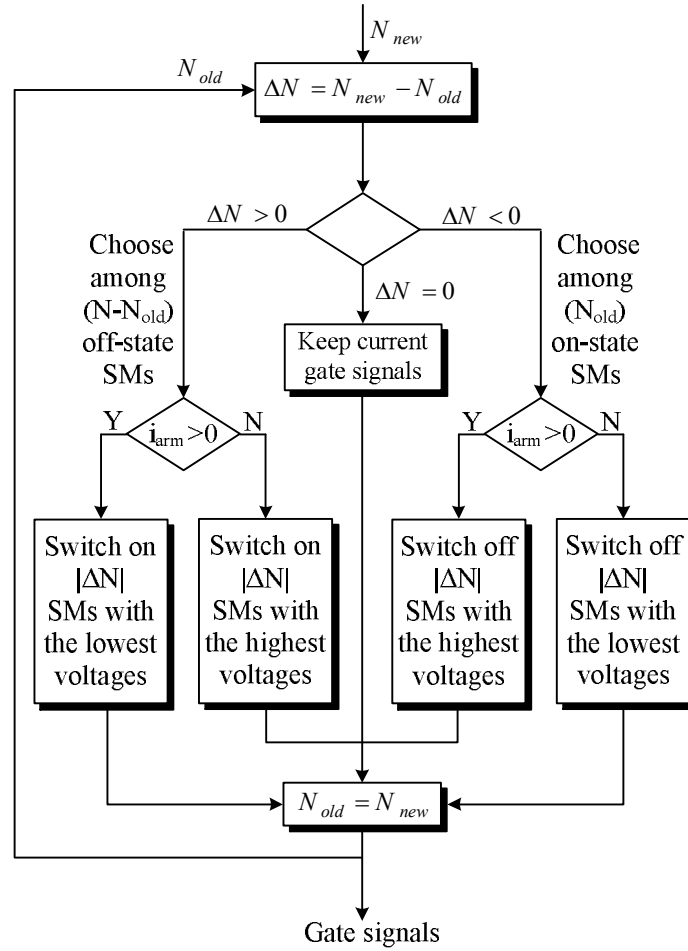 N_new
N_old
ΔN = N_new − N_old
ΔN > 0
ΔN < 0
Choose
among
(N-N_old)
off-state
SMs
Choose
among
(N_old)
on-state
SMs
ΔN = 0
Keep current
gate signals
Y
i_arm >0
N
Y
i_arm >0
N
Switch on
|ΔN|
SMs with
the lowest
voltages
Switch on
|ΔN|
SMs with
the highest
voltages
Switch off
|ΔN|
SMs with
the highest
voltages
Switch off
|ΔN|
SMs with
the lowest
voltages
N_old = N_new
Gate signals